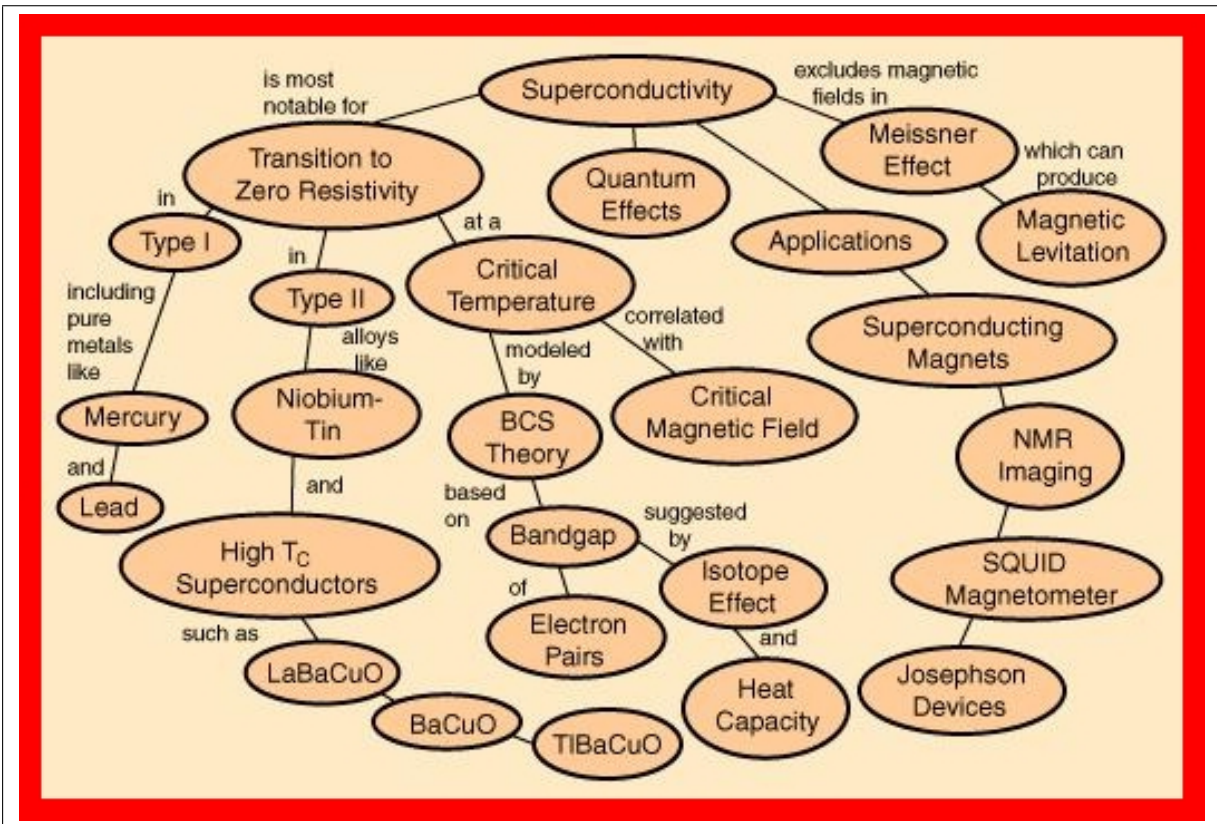 Superconductivity
is most
notable for
Transition to
Zero Resistivity
in
Type I
including
pure
metals
like
Mercury
and
Lead
in
Type II
alloys
like
Niobium-
Tin
and
High TC
Superconductors
such as
LaBaCuO
BaCuO
TlBaCuO
at a
Critical
Temperature
modeled
by
BCS
Theory
based
on
Bandgap
of
Electron
Pairs
suggested
by
Isotope
Effect
and
Heat
Capacity
correlated
with
Critical
Magnetic Field
Quantum
Effects
Applications
Superconducting
Magnets
NMR
Imaging
SQUID
Magnetometer
Josephson
Devices
excludes magnetic
fields in
Meissner
Effect
which can
produce
Magnetic
Levitation